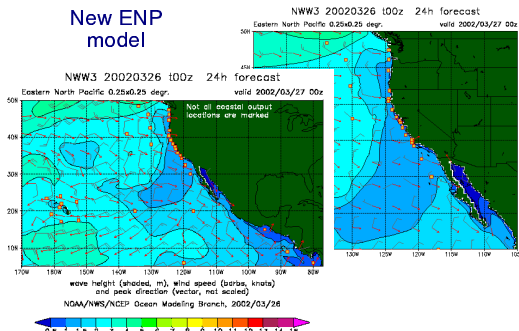 New ENP
model
NWW3 20020326 t00z 24h forecast
Eastern North Pacific 0.25x0.25 degr. valid 2002/03/27 00z
50N
130W 125W 120W 115W 110W
NWW3 20020326 t00z 24h forecast
Eastern North Pacific 0.25x0.25 degr. valid 2002/03/27 00z
Not all coastal output
locations are marked
50N
40N
30N
20N
10N
170W 160W 150W 140W 130W 120W 110W 100W 90W 80W
wave height (shaded, m), wind speed (barbs, knots)
and peak direction (vector, not scaled)
NOAA/NWS/NCEP Ocean Modeling Branch, 2002/03/26